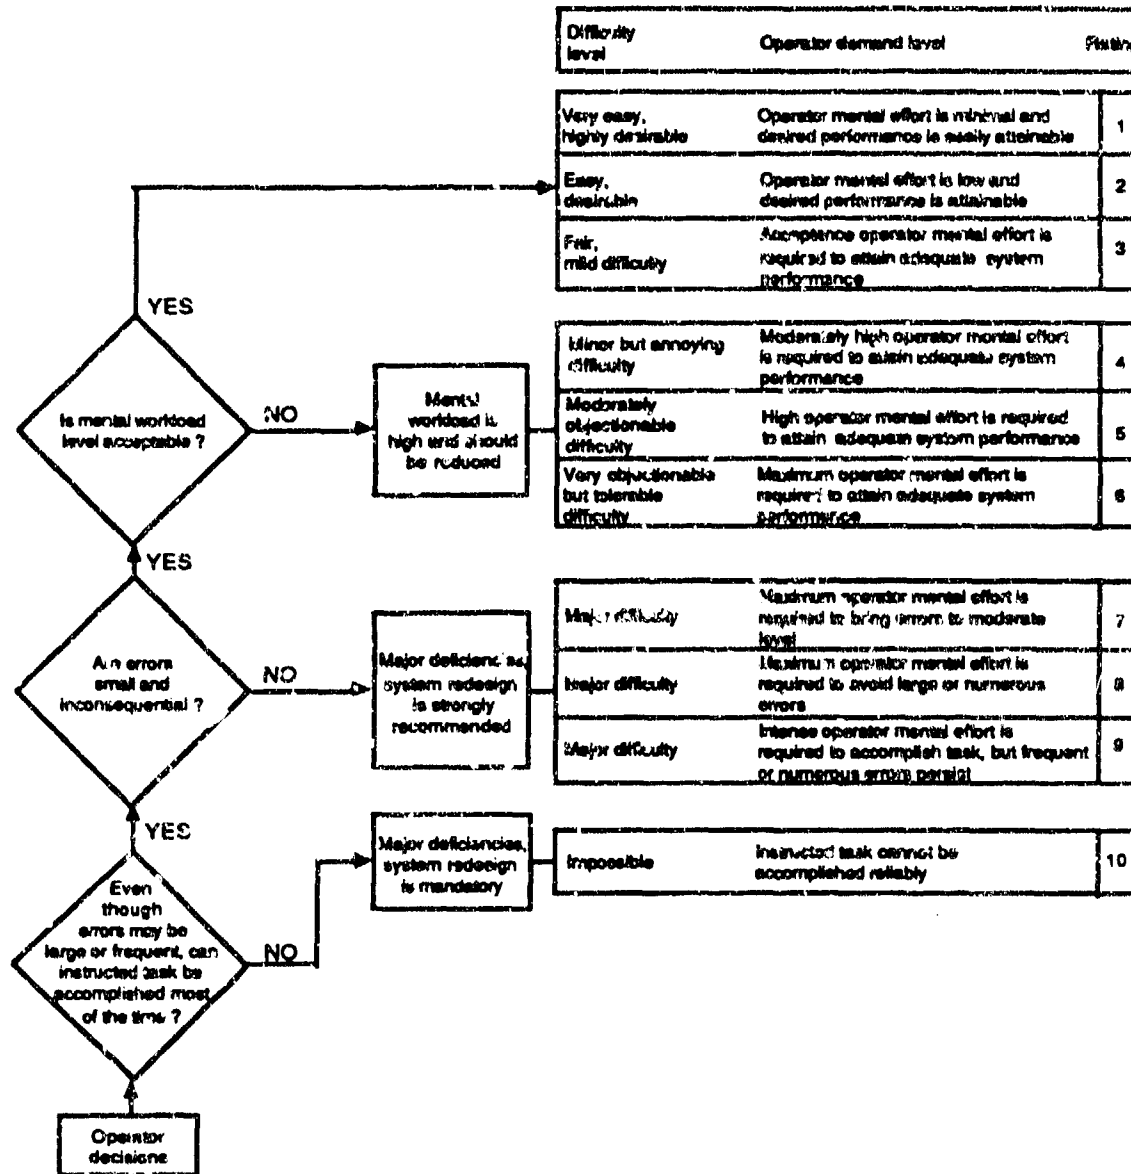 Difficulty
level
Operator demand level
Very easy,
highly desirable
Operator mental effort is minimal and
desired performance is easily attainable
1
Easy,
desirable
Operator mental effort is low and
desired performance is attainable
2
Fair,
mild difficulty
Acceptance operator mental effort is
required to attain adequate system
performance
3
YES
Minor but annoying
difficulty
Moderately high operator mental effort
is required to attain adequate system
performance
4
Is mental workload
level acceptable ?
NO
Mental
workload is
high and should
be reduced
Moderately
objectionable
difficulty
High operator mental effort is required
to attain adequate system performance
5
Very objectionable
but tolerable
difficulty
Maximum operator mental effort is
required to attain adequate system
performance
6
YES
Major difficulty
Maximum operator mental effort is
required to bring errors to moderate
level
7
Are errors
small and
inconsequential ?
NO
Major deficiencies,
system redesign
is strongly
recommended
Major difficulty
Maximum operator mental effort is
required to avoid large or numerous
errors
8
Major difficulty
Intense operator mental effort is
required to accomplish task, but frequent
or numerous errors persist
9
YES
Major deficiencies,
system redesign
is mandatory
Impossible
Instructed task cannot be
accomplished reliably
10
Even
though
errors may be
large or frequent, can
instructed task be
accomplished most
of the time ?
NO
Operator
decisions